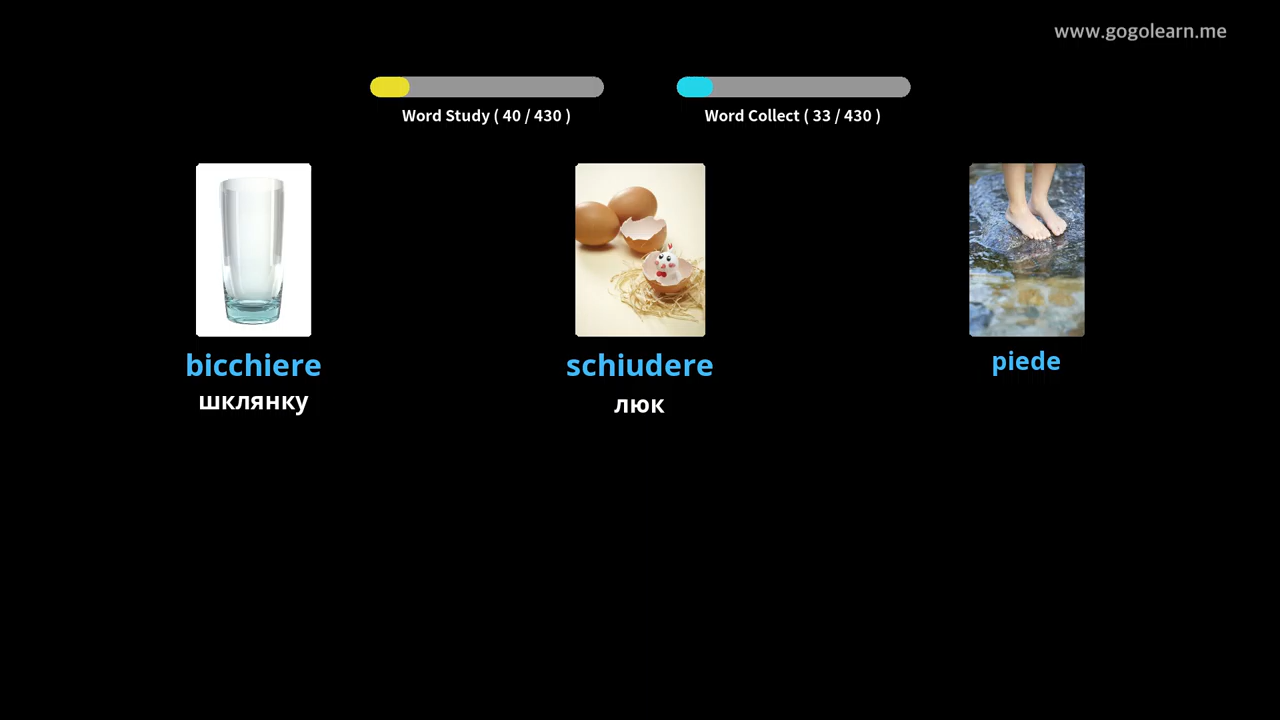 www.gogolearn.me
Word Study ( 40 / 430 )
Word Collect ( 33 / 430 )
bicchiere
schiudere
piede
шклянку
люк